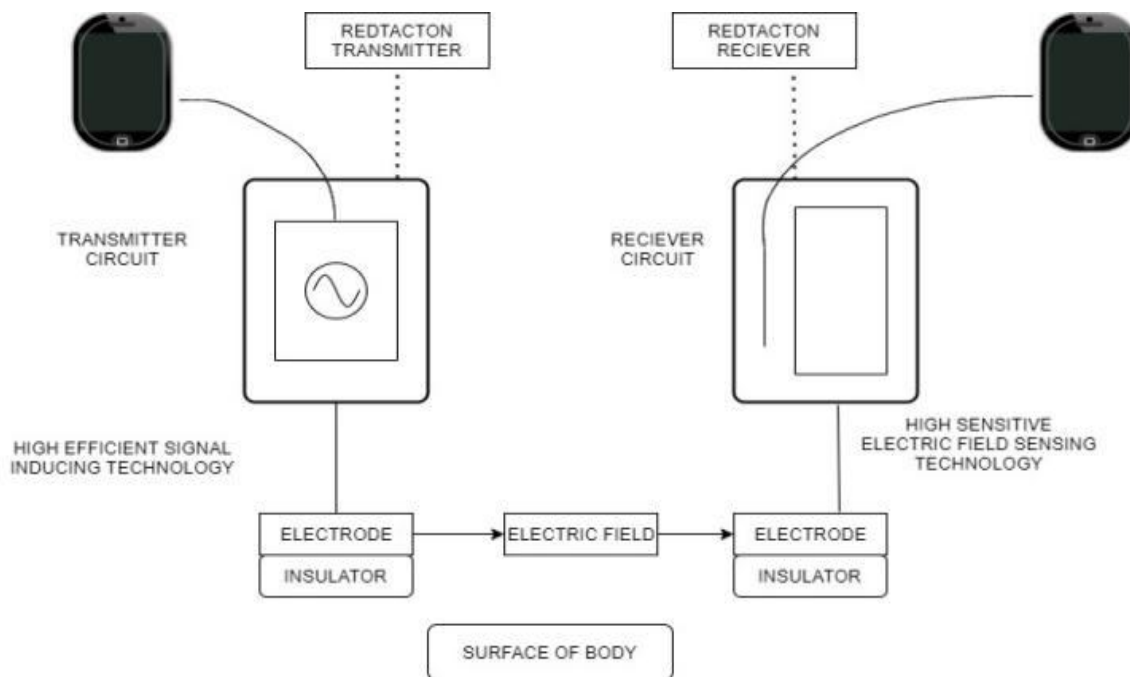 REDTACTON
TRANSMITTER
REDTACTON
RECIEVER
TRANSMITTER
CIRCUIT
RECIEVER
CIRCUIT
HIGH EFFICIENT SIGNAL
INDUCING TECHNOLOGY
HIGH SENSITIVE
ELECTRIC FIELD SENSING
TECHNOLOGY
ELECTRODE
ELECTRIC FIELD
ELECTRODE
INSULATOR
INSULATOR
SURFACE OF BODY